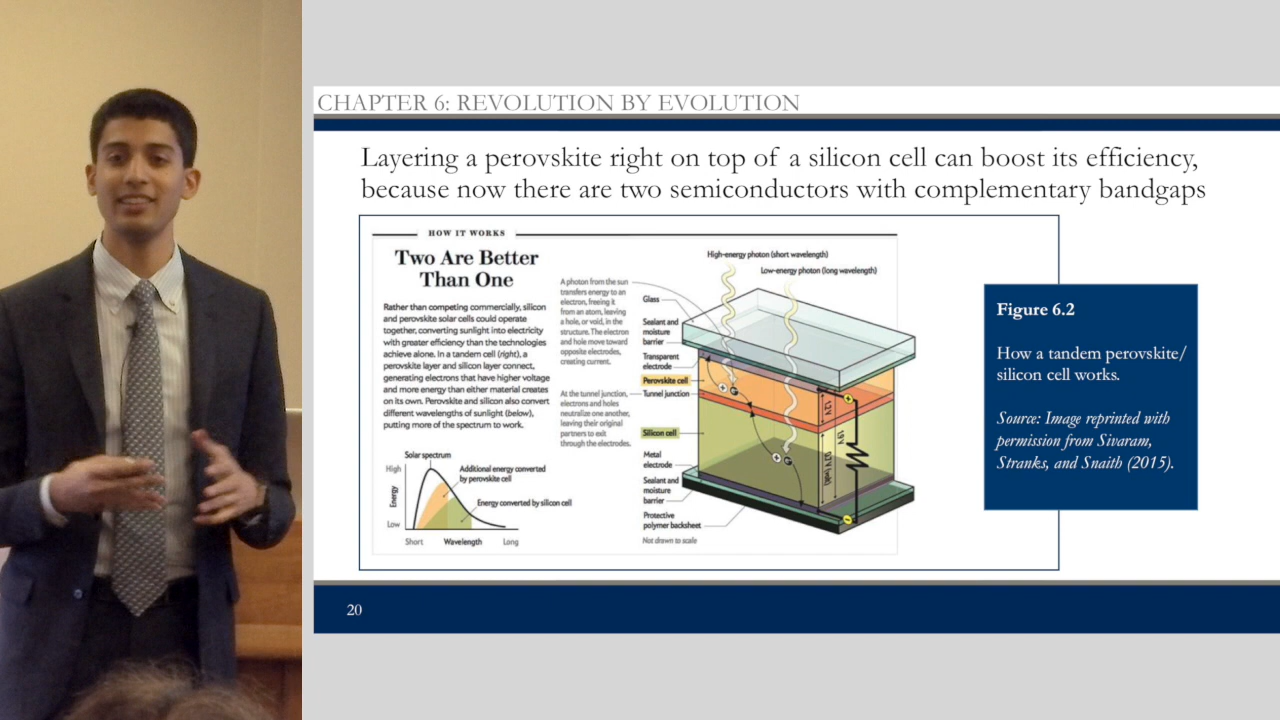 CHAPTER 6: REVOLUTION BY EVOLUTION
Layering a perovskite right on top of a silicon cell can boost its efficiency,
because now there are two semiconductors with complementary bandgaps
HOW IT WORKS
Two Are Better
Than One
Rather than competing commercially, silicon
and perovskite solar cells could operate
together, converting sunlight into electricity
with greater efficiency than the technologies
achieve alone. In a tandem cell (right), a
perovskite layer and silicon layer connect,
generating electrons that have higher voltage
and more energy than either material creates
on its own. Perovskite and silicon also convert
different wavelengths of sunlight (below),
putting more of the spectrum to work.
Solar spectrum
High
Additional energy converted
by perovskite cell
Energy
Energy converted by silicon cell
Low
Short
Wavelength
Long
A photon from the sun
transfers energy to an
electron, freeing it
from an atom, leaving
a hole, or void, in the
structure. The electron
and hole move toward
opposite electrodes,
creating current.
At the tunnel junction,
electrons and holes
neutralize one another,
leaving their original
partners to exit
through the electrodes.
High-energy photon (short wavelength)
Low-energy photon (long wavelength)
Glass
Sealant and
moisture
barrier
Transparent
electrode
Perovskite cell
Tunnel junction
Silicon cell
Metal
electrode
Sealant and
moisture
barrier
Protective
polymer backsheet
Not drawn to scale
Figure 6.2
How a tandem perovskite/
silicon cell works.
Source: Image reprinted with
permission from Sivaram,
Stranks, and Snaith (2015).
20